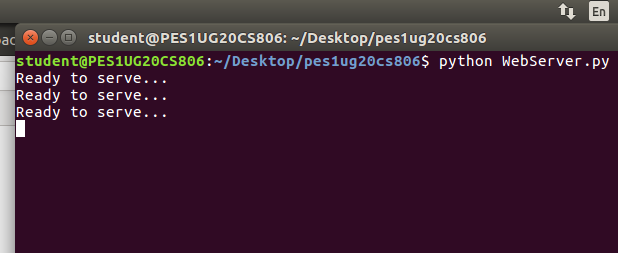 En
pac
student@PES1UG20CS806: ~/Desktop/pes1ug20cs806
student@PES1UG20CS806:~/Desktop/pes1ug20cs806$ python WebServer.py
Ready to serve...
Ready to serve...
Ready to serve...